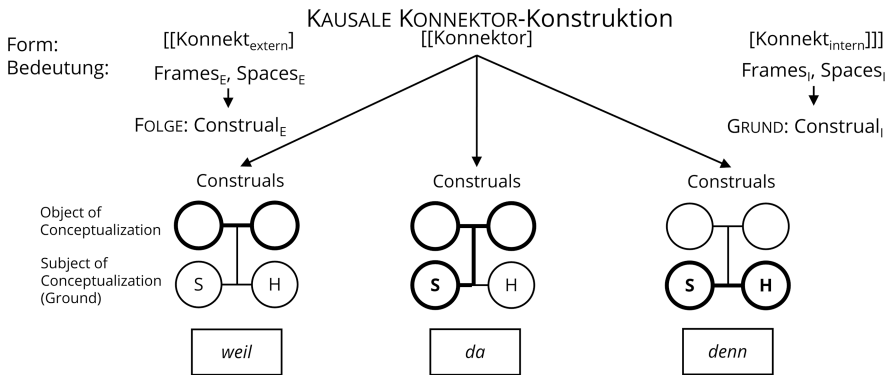 KAUSALE KONNEKTOR-Konstruktion
Form: [[Konnekt_extern] [[Konnektor] [Konnekt_intern]]]
Bedeutung: Frames_E, Spaces_E Frames_I, Spaces_I
FOLGE: Construal_E GRUND: Construal_I
Construals Construals Construals
Object of
Conceptualization
Subject of
Conceptualization
(Ground)
S H S H S H
weil da denn